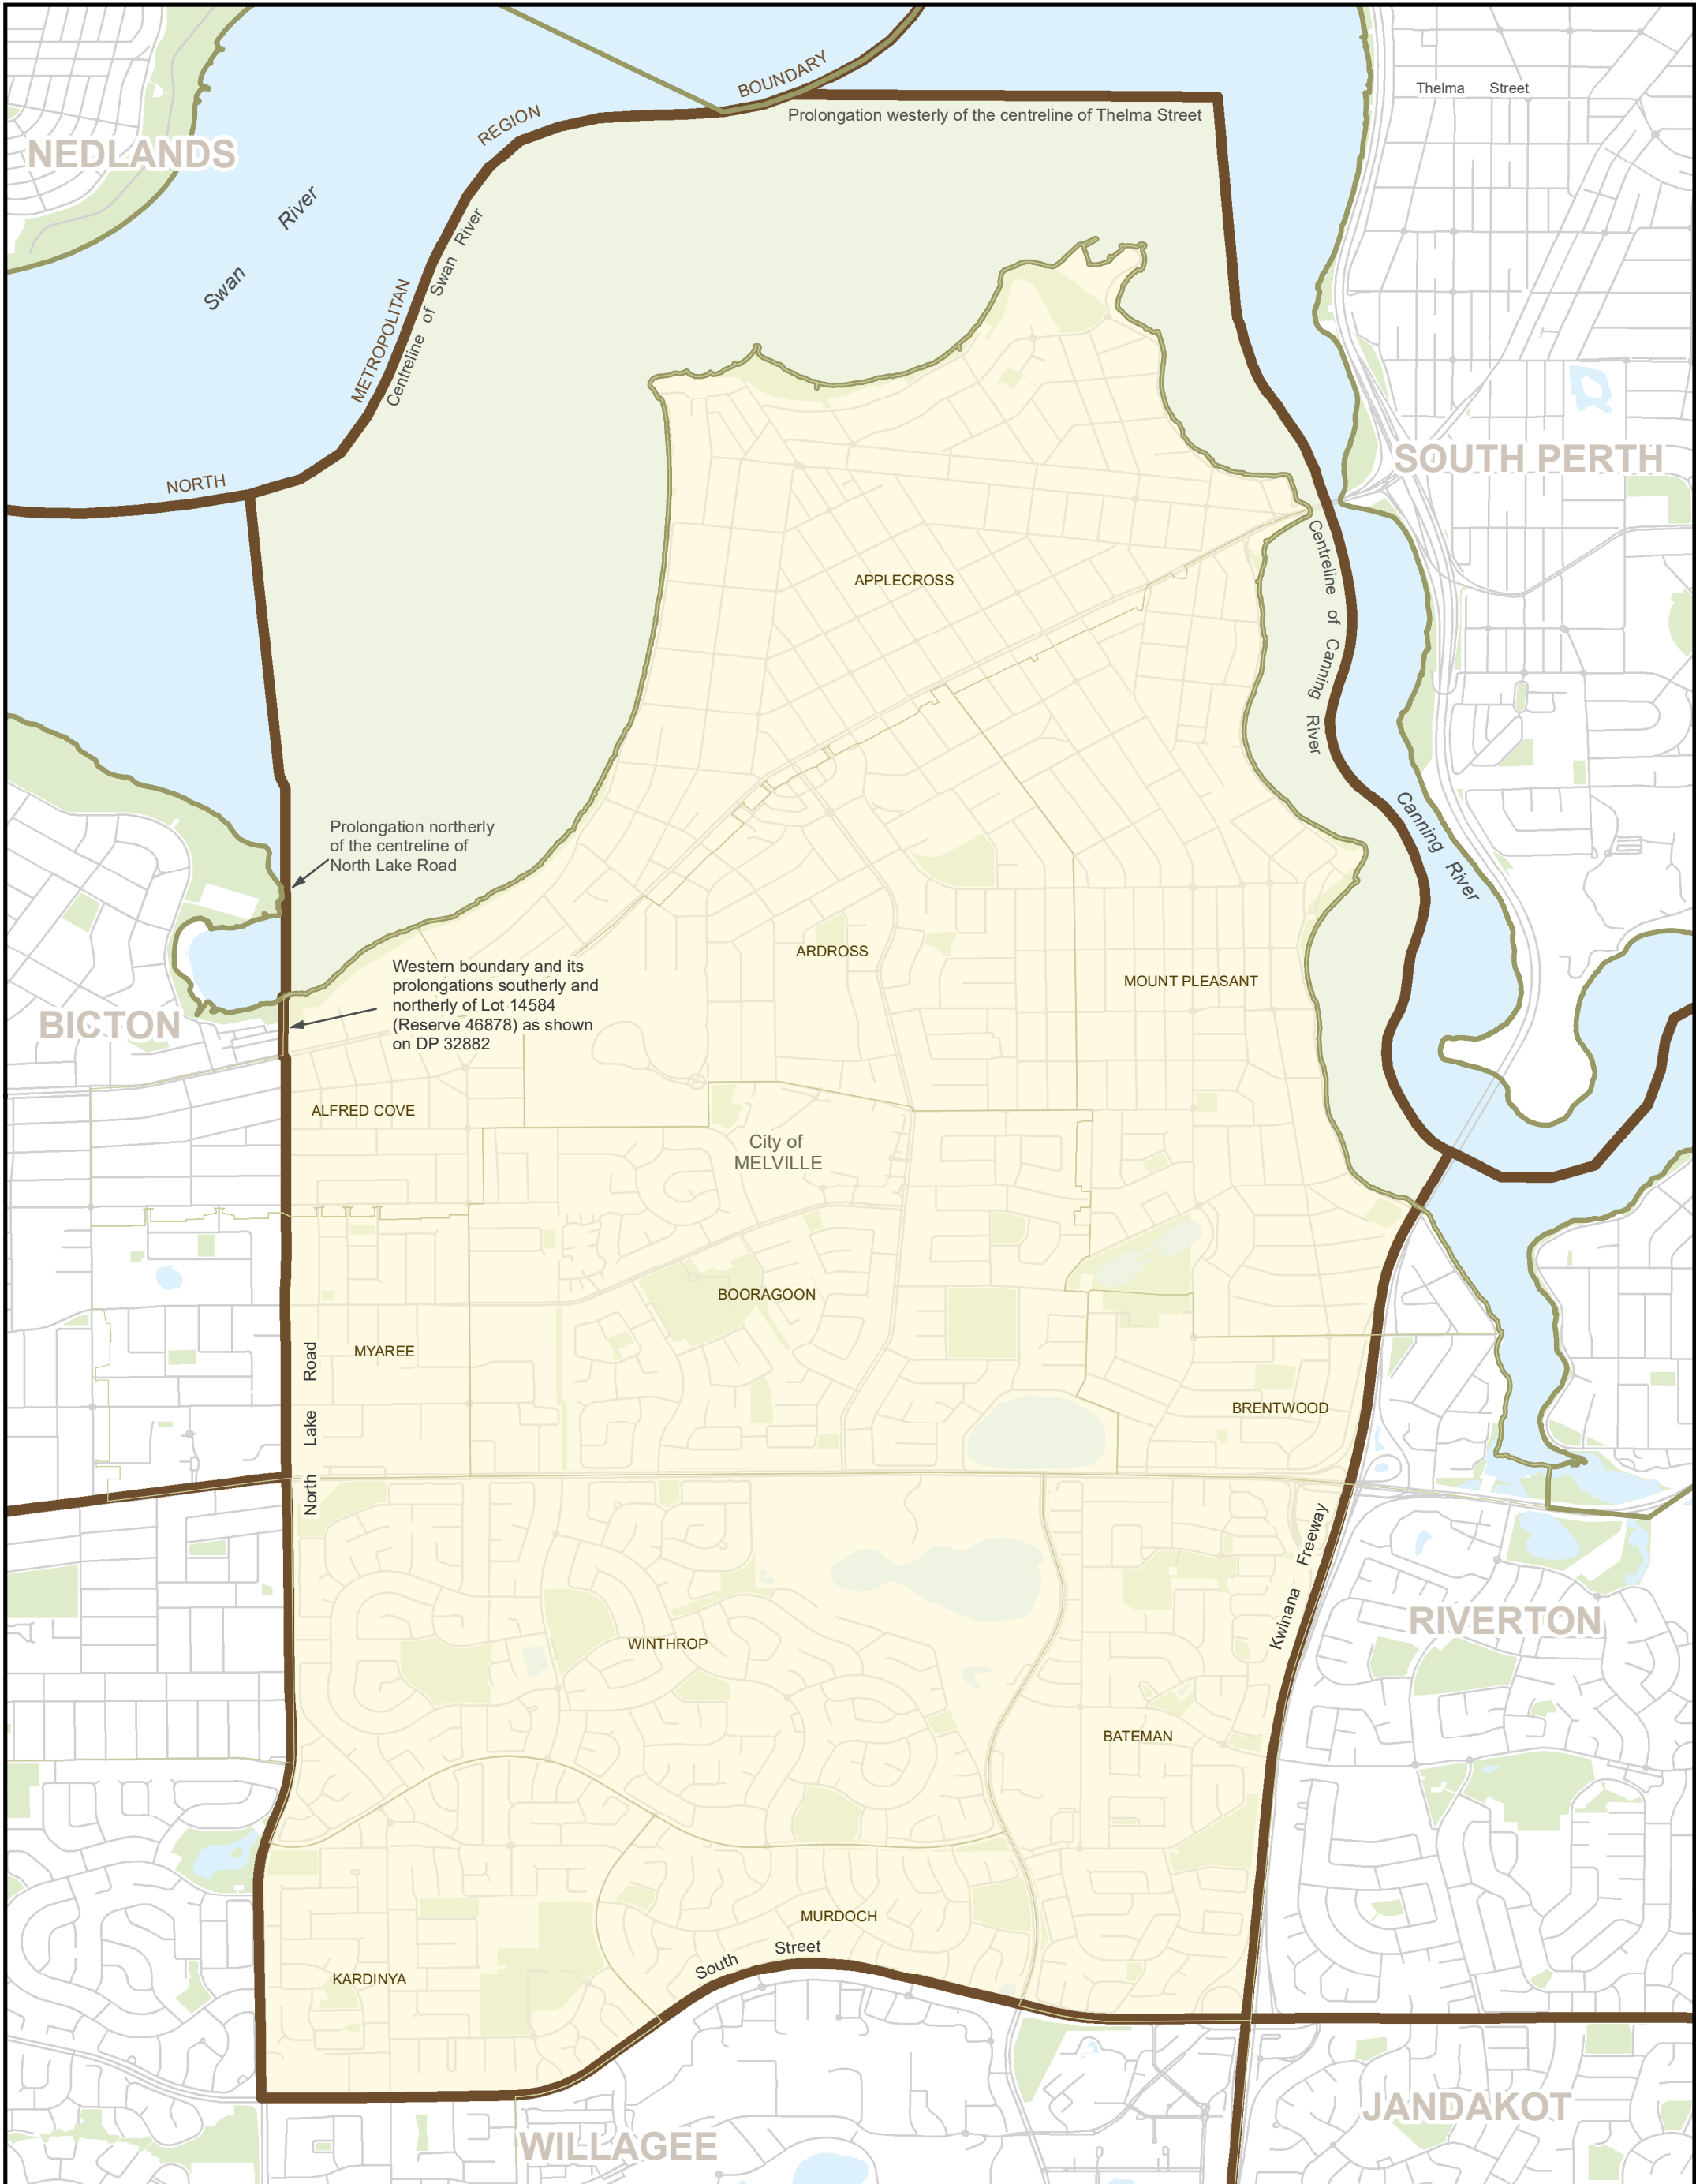 BOUNDARY
Thelma Street
Prolongation westerly of the centreline of Thelma Street
REGION
NEDLANDS
River
Swan
METROPOLITAN
Centreline of Swan River
SOUTH PERTH
NORTH
Centreline of Canning River
APPLECROSS
Canning River
Prolongation northerly
of the centreline of
North Lake Road
ARDROSS
MOUNT PLEASANT
Western boundary and its
prolongations southerly and
northerly of Lot 14584
(Reserve 46878) as shown
on DP 32882
BICTON
ALFRED COVE
City of
MELVILLE
BOORAGOON
MYAREE
North Lake Road
BRENTWOOD
Kwinana Freeway
RIVERTON
WINTHROP
BATEMAN
MURDOCH
South Street
KARDINYA
JANDAKOT
WILLAGEE